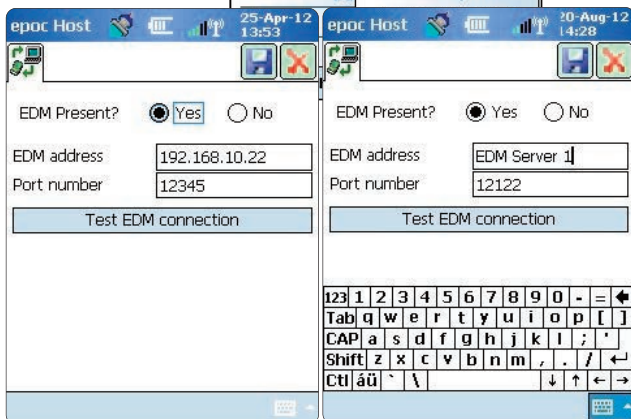 epoc Host
25-Apr-12
13:53
EDM Present? Yes No
EDM address 192.168.10.22
Port number 12345
Test EDM connection
epoc Host
20-Aug-12
14:28
EDM Present? Yes No
EDM address EDM Server 1
Port number 12122
Test EDM connection
123 1 2 3 4 5 6 7 8 9 0 - =
Tab q w e r t y u i o p [ ]
CAP a s d f g h j k l ; '
Shift z x c v b n m , . /
Ctl áü ` \